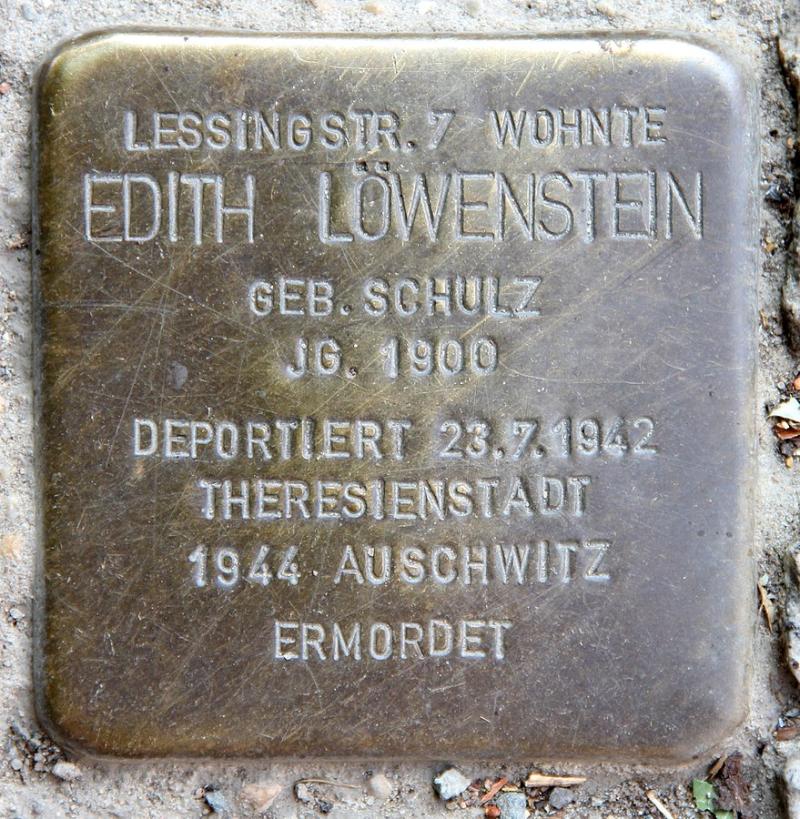 LESSINGSTR. 7 WOHNTE
EDITH LÖWENSTEIN
GEB. SCHULZ
JG. 1900
DEPORTIERT 23.7.1942
THERESIENSTADT
1944 AUSCHWITZ
ERMORDET